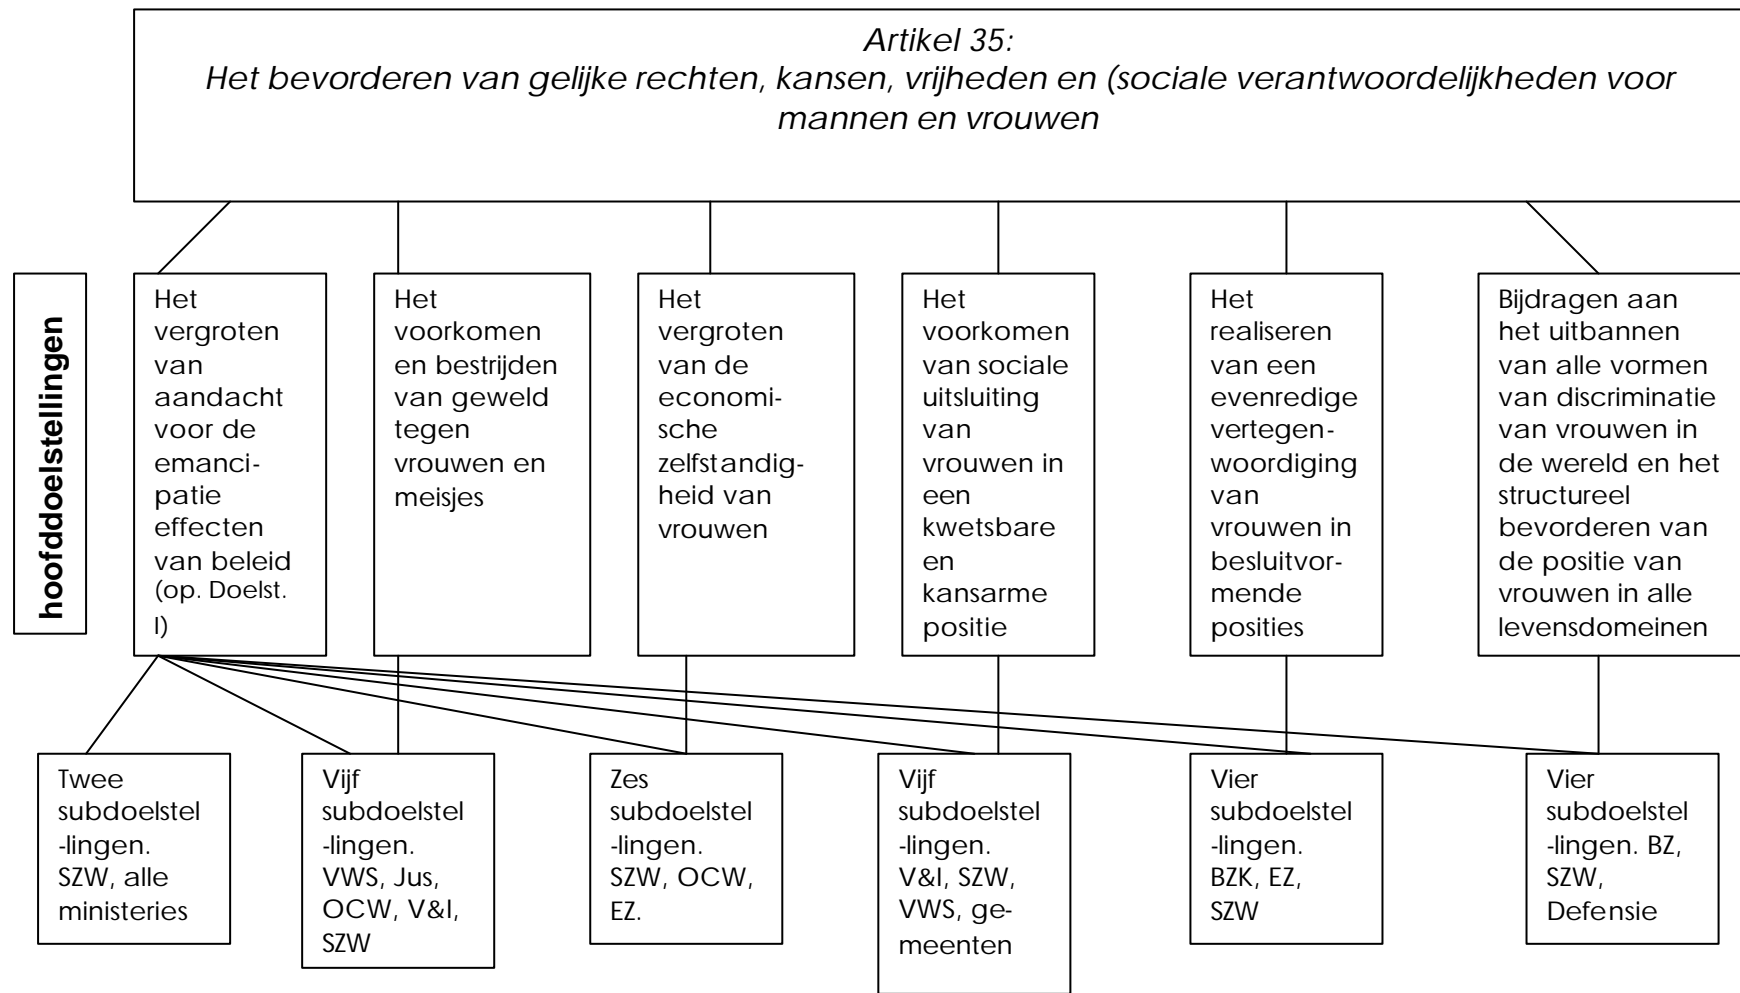 Artikel 35:
Het bevorderen van gelijke rechten, kansen, vrijheden en (sociale verantwoordelijkheden voor
mannen en vrouwen
hoofddoelstellingen
Het
vergroten
van
aandacht
voor de
emanci-
patie
effecten
van beleid
(op. Doelst.
I)
Het
voorkomen
en bestrijden
van geweld
tegen
vrouwen en
meisjes
Het
vergroten
van de
economi-
sche
zelfstandig-
heid van
vrouwen
Het
voorkomen
van sociale
uitsluiting
van
vrouwen in
een
kwetsbare
en
kansarme
positie
Het
realiseren
van een
evenredige
vertegen-
woordiging
van
vrouwen in
besluitvor-
mende
posities
Bijdragen aan
het uitbannen
van alle vormen
van discriminatie
van vrouwen in
de wereld en het
structureel
bevorderen van
de positie van
vrouwen in alle
levensdomeinen
Twee
subdoelstel
-lingen.
SZW, alle
ministeries
Vijf
subdoelstel
-lingen.
VWS, Jus,
OCW, V&I,
SZW
Zes
subdoelstel
-lingen.
SZW, OCW,
EZ.
Vijf
subdoelstel
-lingen.
V&I, SZW,
VWS, ge-
meenten
Vier
subdoelstel
-lingen.
BZK, EZ,
SZW
Vier
subdoelstel
-lingen. BZ,
SZW,
Defensie